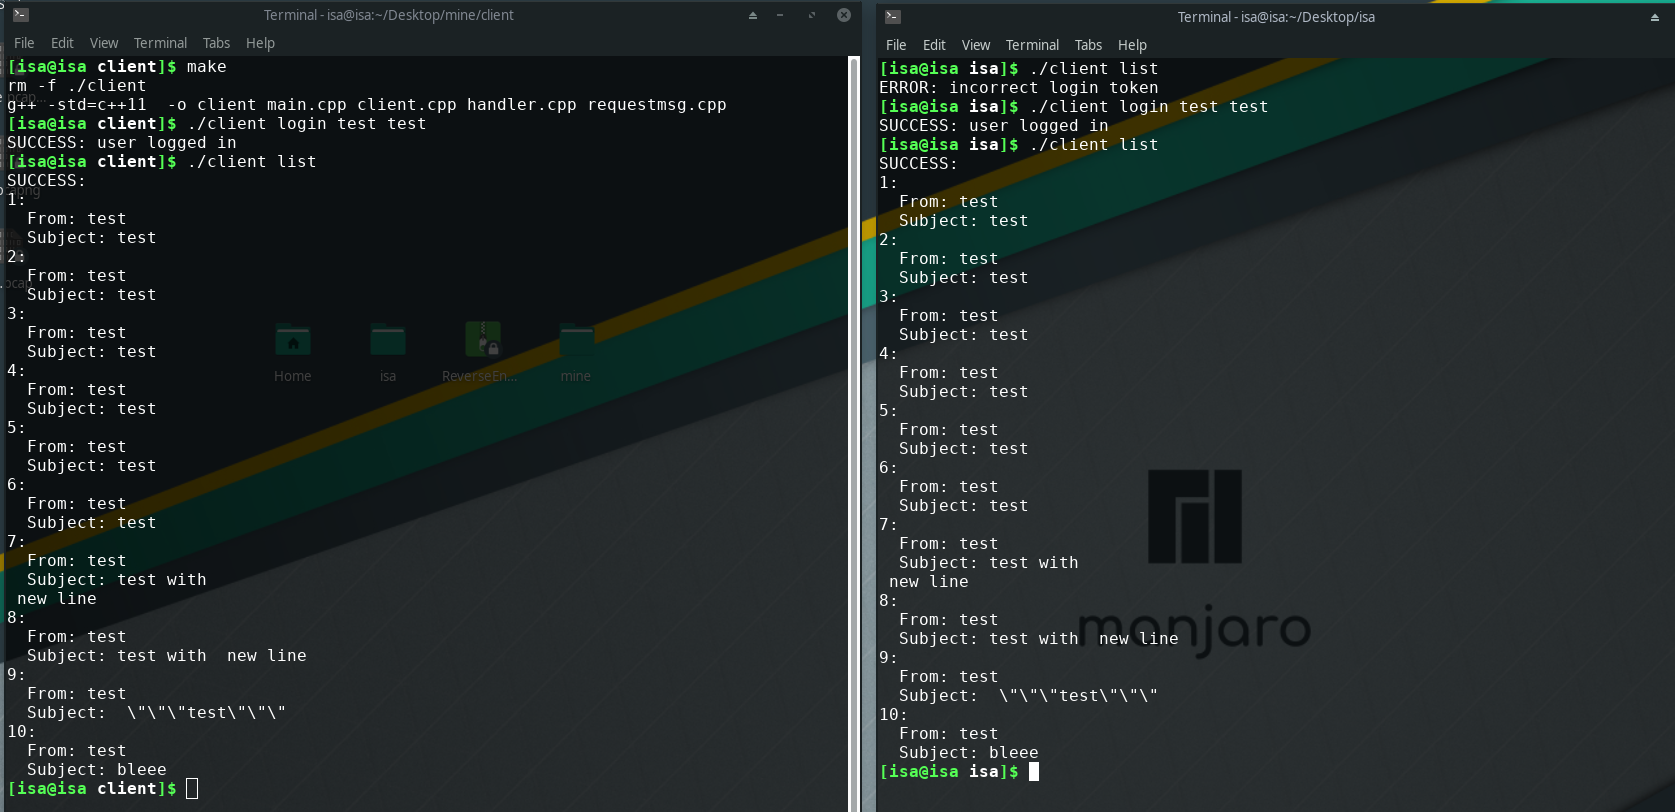 Terminal - isa@isa:~/Desktop/mine/client
File Edit View Terminal Tabs Help
[isa@isa client]$ make
rm -f ./client
g++ -std=c++11  -o client main.cpp client.cpp handler.cpp requestmsg.cpp
[isa@isa client]$ ./client login test test
SUCCESS: user logged in
[isa@isa client]$ ./client list
SUCCESS:
1:
  From: test
  Subject: test
2:
  From: test
  Subject: test
3:
  From: test
  Subject: test
4:
  From: test
  Subject: test
5:
  From: test
  Subject: test
6:
  From: test
  Subject: test
7:
  From: test
  Subject: test with
 new line
8:
  From: test
  Subject: test with  new line
9:
  From: test
  Subject:  \"\"\"test\"\"\"
10:
  From: test
  Subject: bleee
[isa@isa client]$
Home isa ReverseEn... mine
Terminal - isa@isa:~/Desktop/isa
File Edit View Terminal Tabs Help
[isa@isa isa]$ ./client list
ERROR: incorrect login token
[isa@isa isa]$ ./client login test test
SUCCESS: user logged in
[isa@isa isa]$ ./client list
SUCCESS:
1:
  From: test
  Subject: test
2:
  From: test
  Subject: test
3:
  From: test
  Subject: test
4:
  From: test
  Subject: test
5:
  From: test
  Subject: test
6:
  From: test
  Subject: test
7:
  From: test
  Subject: test with
 new line
8:
  From: test
  Subject: test with  new line
9:
  From: test
  Subject:  \"\"\"test\"\"\"
10:
  From: test
  Subject: bleee
[isa@isa isa]$
manjaro